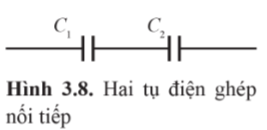 C₁ C₂
Hình 3.8. Hai tụ điện ghép
nối tiếp